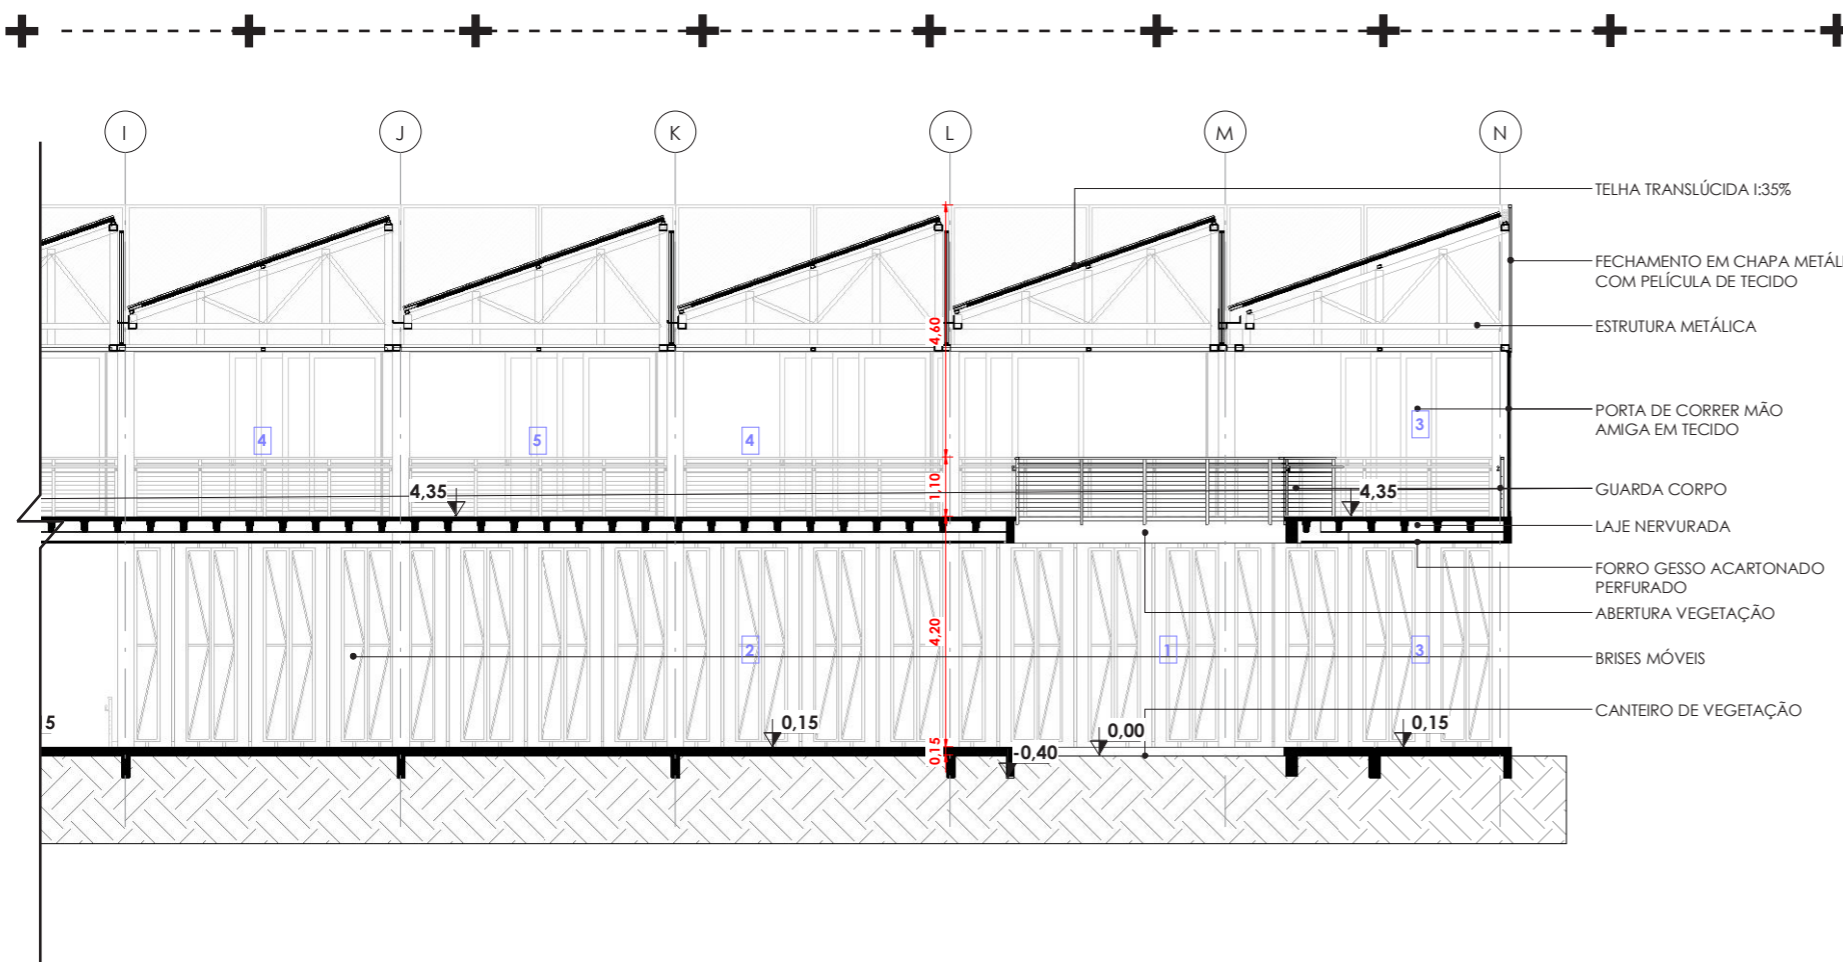 I
J
K
L
M
N
TELHA TRANSLÚCIDA I:35%
FECHAMENTO EM CHAPA METÁLI
COM PELÍCULA DE TECIDO
4,60
ESTRUTURA METÁLICA
PORTA DE CORRER MÃO
AMIGA EM TECIDO
4
5
4
3
4,35
1,10
4,35
GUARDA CORPO
LAJE NERVURADA
FORRO GESSO ACARTONADO
PERFURADO
ABERTURA VEGETAÇÃO
4,20
2
1
3
BRISES MÓVEIS
CANTEIRO DE VEGETAÇÃO
5
0,15
0,00
0,15
0,15
-0,40